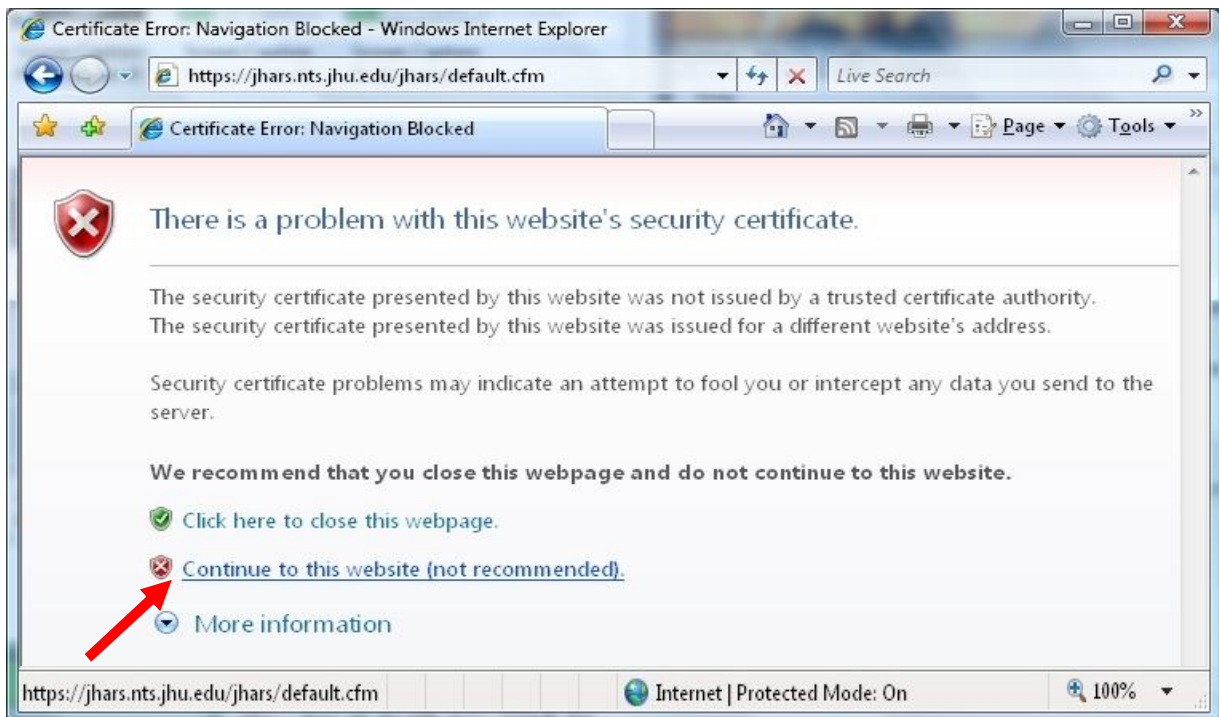 Certificate Error: Navigation Blocked - Windows Internet Explorer
https://jhars.nts.jhu.edu/jhars/default.cfm
Live Search
Certificate Error: Navigation Blocked
Page
Tools
There is a problem with this website's security certificate.
The security certificate presented by this website was not issued by a trusted certificate authority.
The security certificate presented by this website was issued for a different website's address.
Security certificate problems may indicate an attempt to fool you or intercept any data you send to the
server.
We recommend that you close this webpage and do not continue to this website.
Click here to close this webpage.
Continue to this website (not recommended).
More information
https://jhars.nts.jhu.edu/jhars/default.cfm
Internet | Protected Mode: On
100%